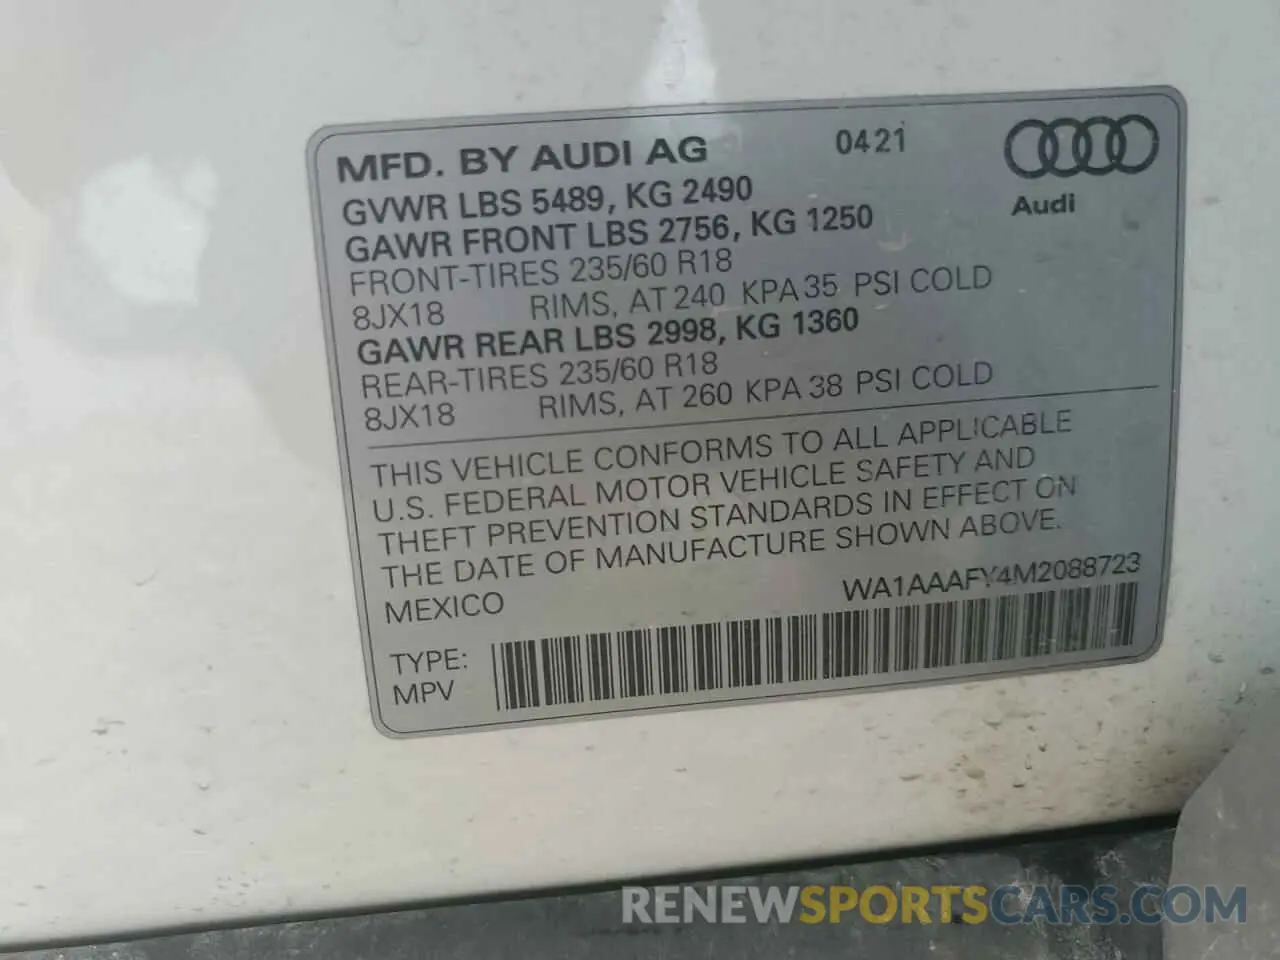 MFD. BY AUDI AG 0421
GVWR LBS 5489, KG 2490
Audi
GAWR FRONT LBS 2756, KG 1250
FRONT-TIRES 235/60 R18
8JX18 RIMS, AT 240 KPA 35 PSI COLD
GAWR REAR LBS 2998, KG 1360
REAR-TIRES 235/60 R18
8JX18 RIMS, AT 260 KPA 38 PSI COLD
THIS VEHICLE CONFORMS TO ALL APPLICABLE
U.S. FEDERAL MOTOR VEHICLE SAFETY AND
THEFT PREVENTION STANDARDS IN EFFECT ON
THE DATE OF MANUFACTURE SHOWN ABOVE.
MEXICO WA1AAAFY4M2088723
TYPE:
MPV
RENEWSPORTSCARS.COM